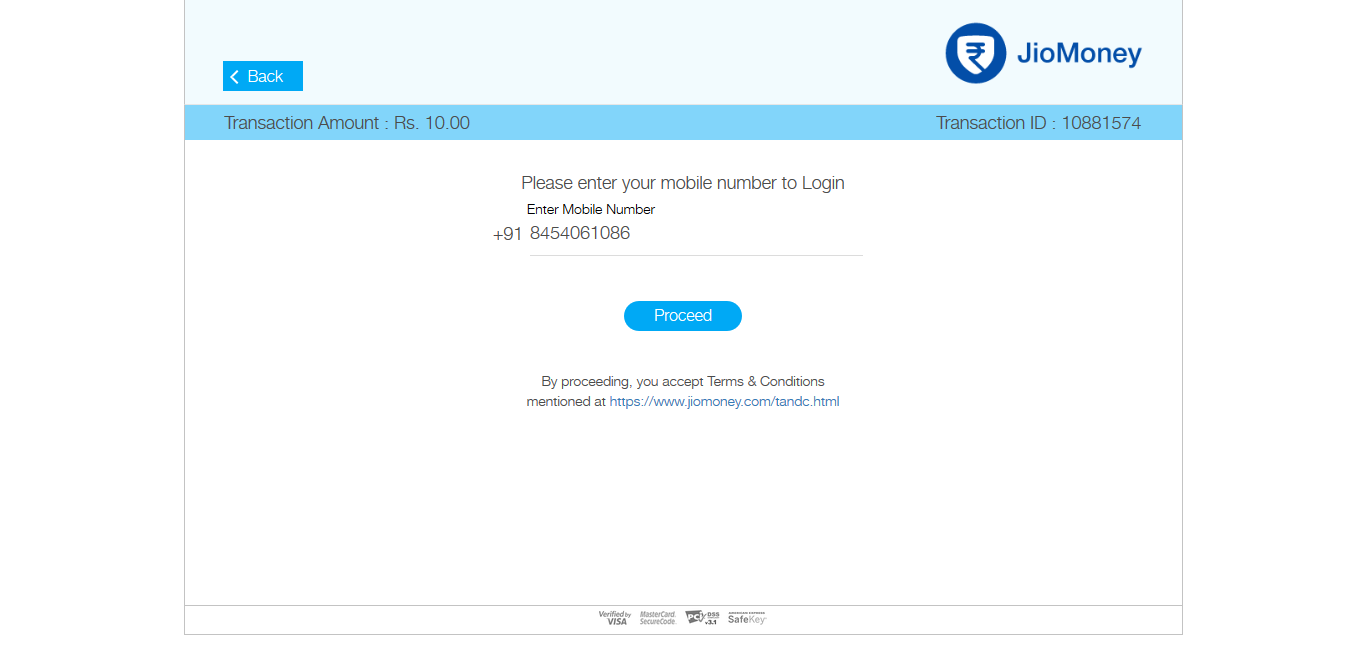 JioMoney
Back
Transaction Amount : Rs. 10.00
Transaction ID : 10881574
Please enter your mobile number to Login
Enter Mobile Number
+91 8454061086
Proceed
By proceeding, you accept Terms & Conditions
mentioned at https://www.jiomoney.com/tandc.html
Verified by
VISA
MasterCard.
SecureCode.
PCI DSS
v3.1
AMERICAN EXPRESS
SafeKey